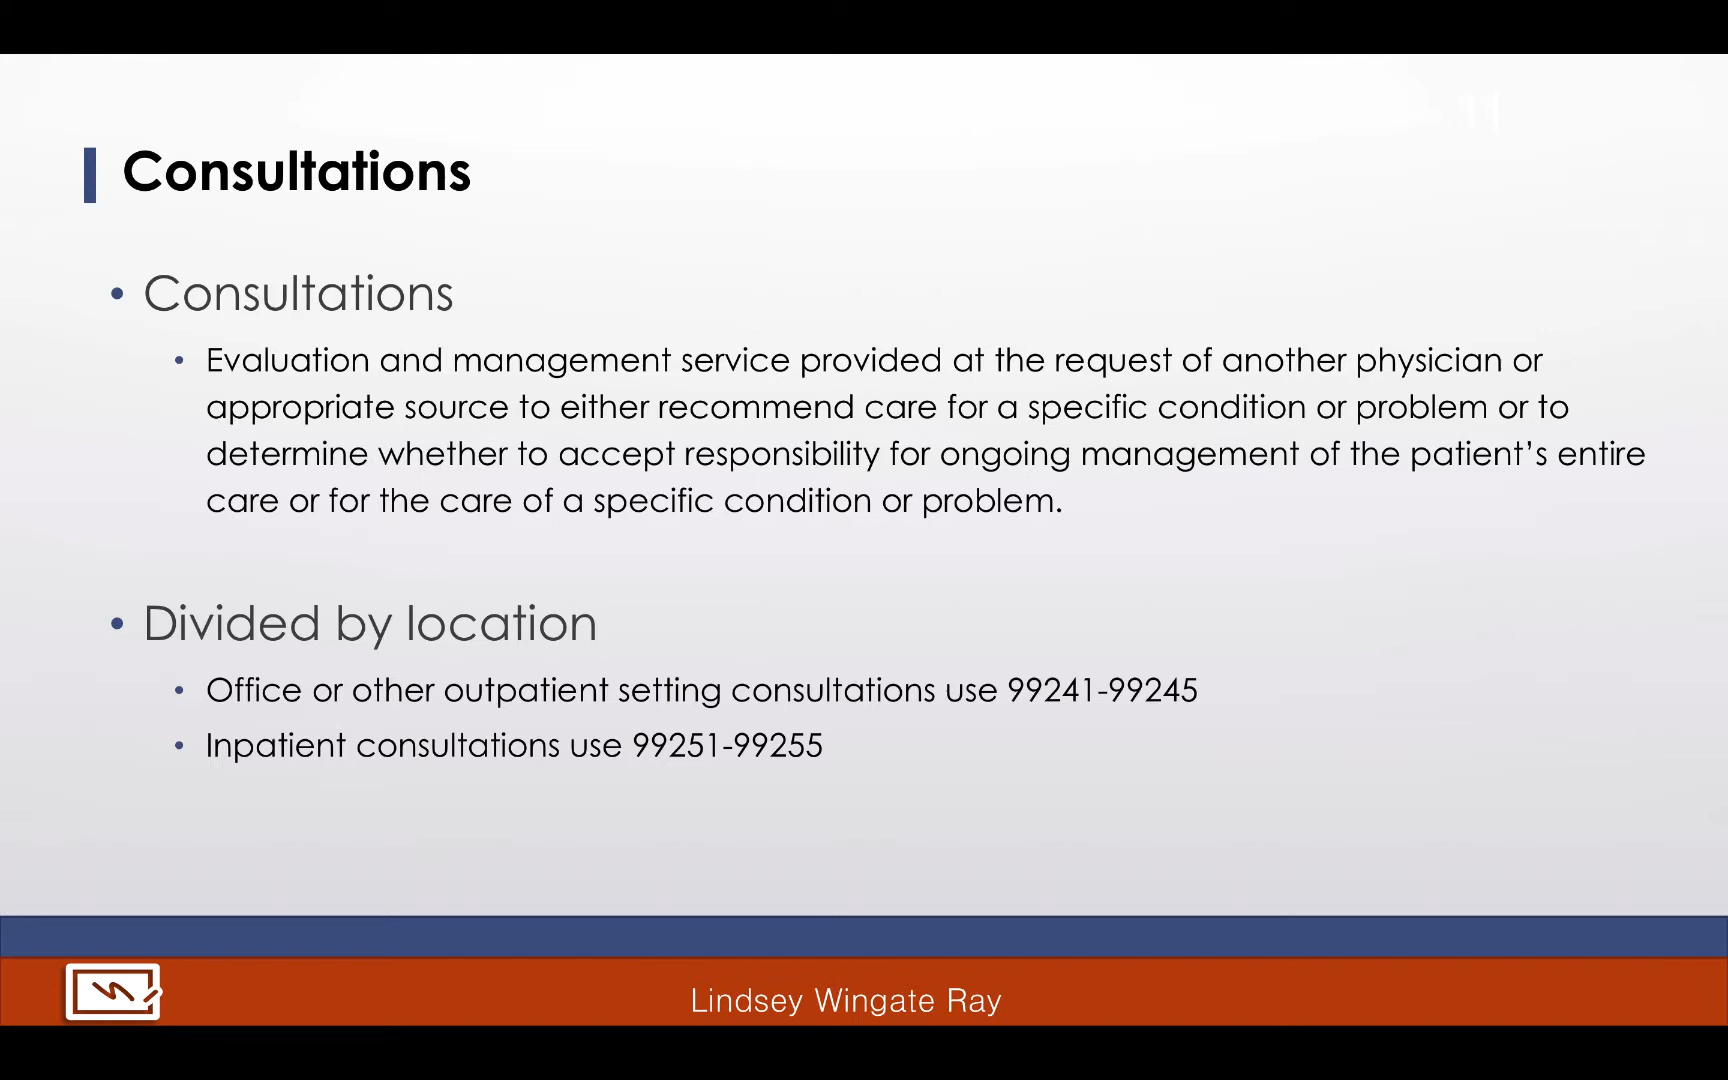 Consultations
• Consultations
• Evaluation and management service provided at the request of another physician or
appropriate source to either recommend care for a specific condition or problem or to
determine whether to accept responsibility for ongoing management of the patient’s entire
care or for the care of a specific condition or problem.
• Divided by location
• Office or other outpatient setting consultations use 99241-99245
• Inpatient consultations use 99251-99255
Lindsey Wingate Ray